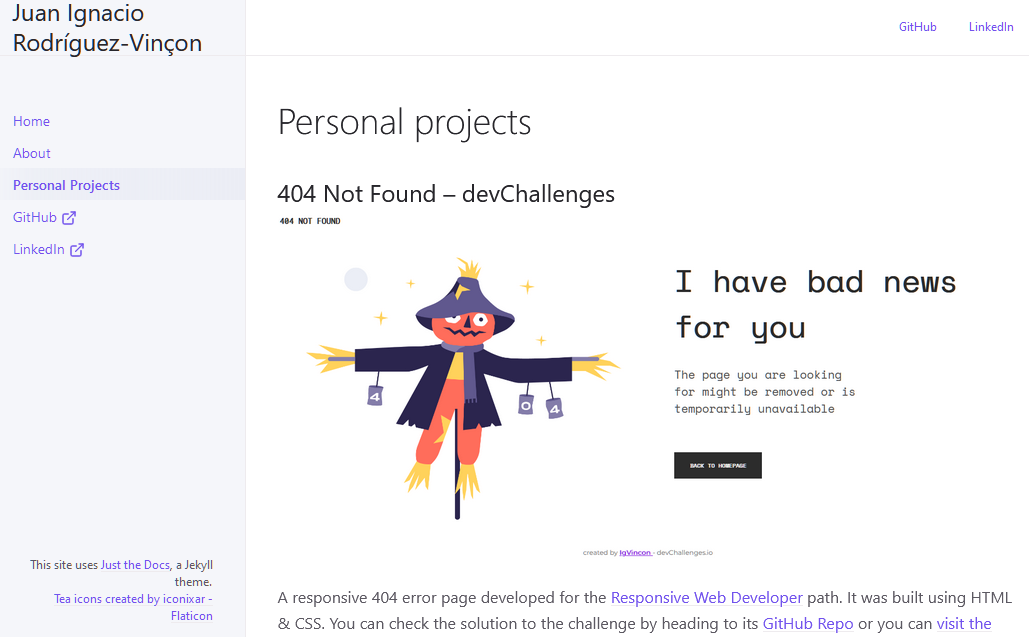 Juan Ignacio
Rodríguez-Vinçon
GitHub
LinkedIn
Home
About
Personal Projects
GitHub
LinkedIn
This site uses Just the Docs, a Jekyll
theme.
Tea icons created by iconixar -
Flaticon
Personal projects
404 Not Found – devChallenges
404 NOT FOUND
4
0
4
I have bad news
for you
The page you are looking
for might be removed or is
temporarily unavailable
BACK TO HOMEPAGE
created by IgVincon - devChallenges.io
A responsive 404 error page developed for the Responsive Web Developer path. It was built using HTML
& CSS. You can check the solution to the challenge by heading to its GitHub Repo or you can visit the